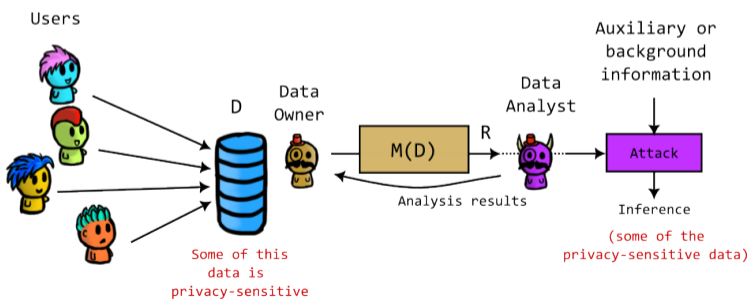 Users
D
Data
Owner
M(D)
R
Data
Analyst
Auxiliary or
background
information
Attack
Analysis results
Inference
(some of the
privacy-sensitive data)
Some of this
data is
privacy-sensitive